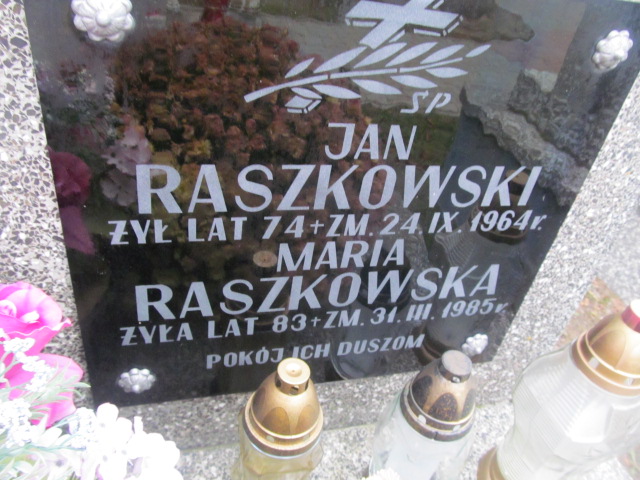 ŚP
JAN
RASZKOWSKI
ŻYŁ LAT 74+ZM. 24.IX.1964r.
MARIA
RASZKOWSKA
ŻYŁA LAT 83+ZM. 31.III.1985r
POKÓJ ICH DUSZOM